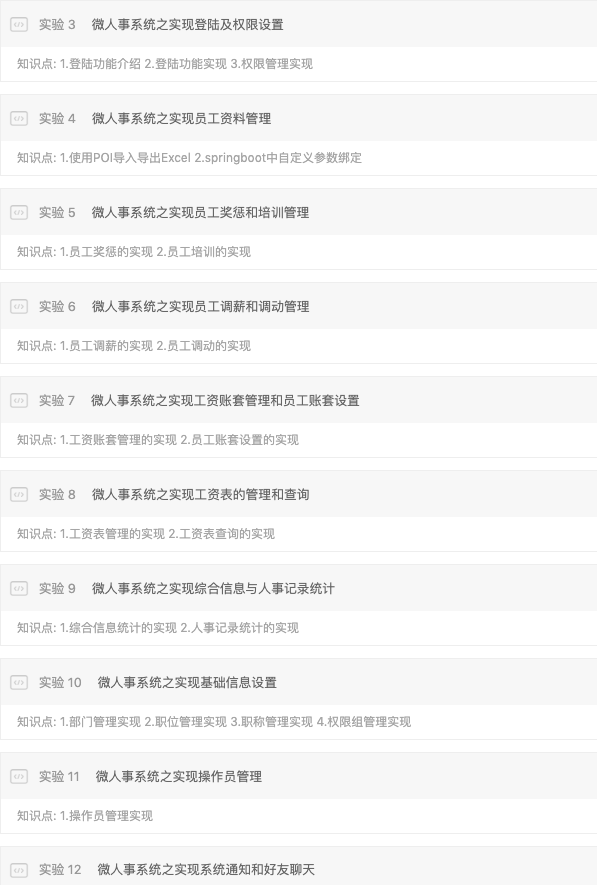 实验 3 微人事系统之实现登陆及权限设置
知识点: 1.登陆功能介绍 2.登陆功能实现 3.权限管理实现
实验 4 微人事系统之实现员工资料管理
知识点: 1.使用POI导入导出Excel 2.springboot中自定义参数绑定
实验 5 微人事系统之实现员工奖惩和培训管理
知识点: 1.员工奖惩的实现 2.员工培训的实现
实验 6 微人事系统之实现员工调薪和调动管理
知识点: 1.员工调薪的实现 2.员工调动的实现
实验 7 微人事系统之实现工资账套管理和员工账套设置
知识点: 1.工资账套管理的实现 2.员工账套设置的实现
实验 8 微人事系统之实现工资表的管理和查询
知识点: 1.工资表管理的实现 2.工资表查询的实现
实验 9 微人事系统之实现综合信息与人事记录统计
知识点: 1.综合信息统计的实现 2.人事记录统计的实现
实验 10 微人事系统之实现基础信息设置
知识点: 1.部门管理实现 2.职位管理实现 3.职称管理实现 4.权限组管理实现
实验 11 微人事系统之实现操作员管理
知识点: 1.操作员管理实现
实验 12 微人事系统之实现系统通知和好友聊天